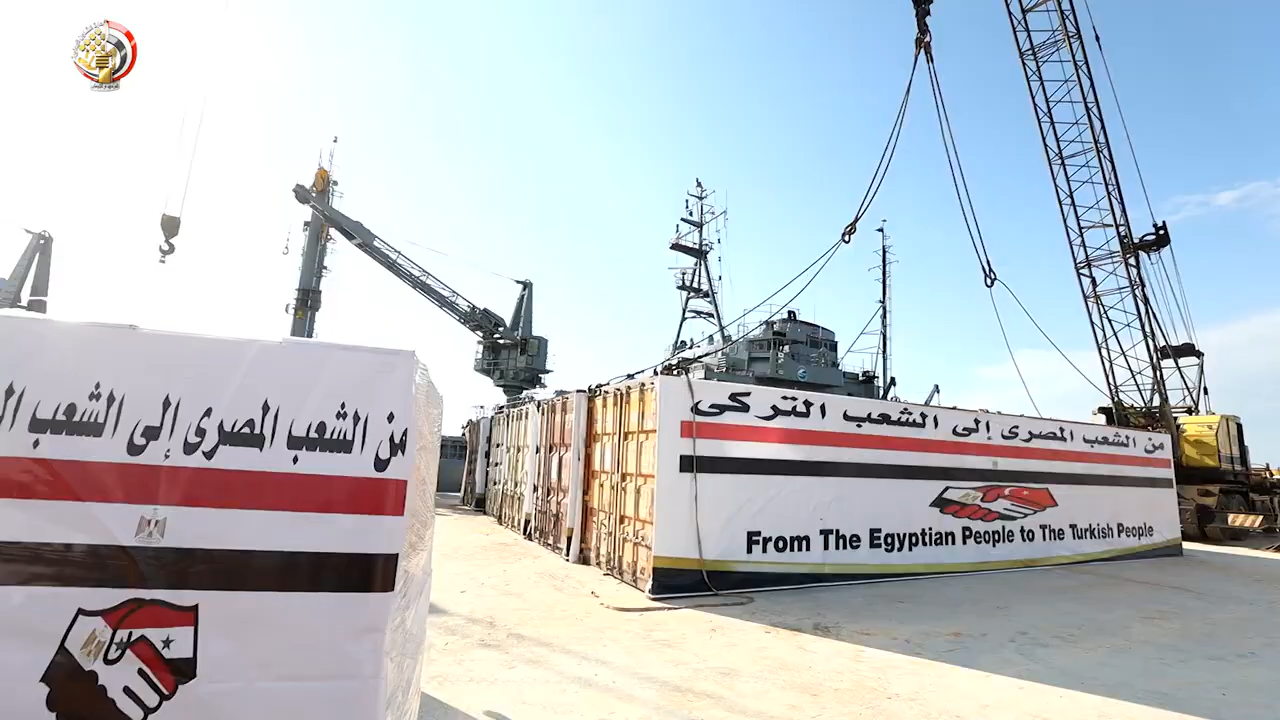 من الشعب المصرى إلى الشعب
من الشعب المصرى إلى الشعب التركى
From The Egyptian People to The Turkish People